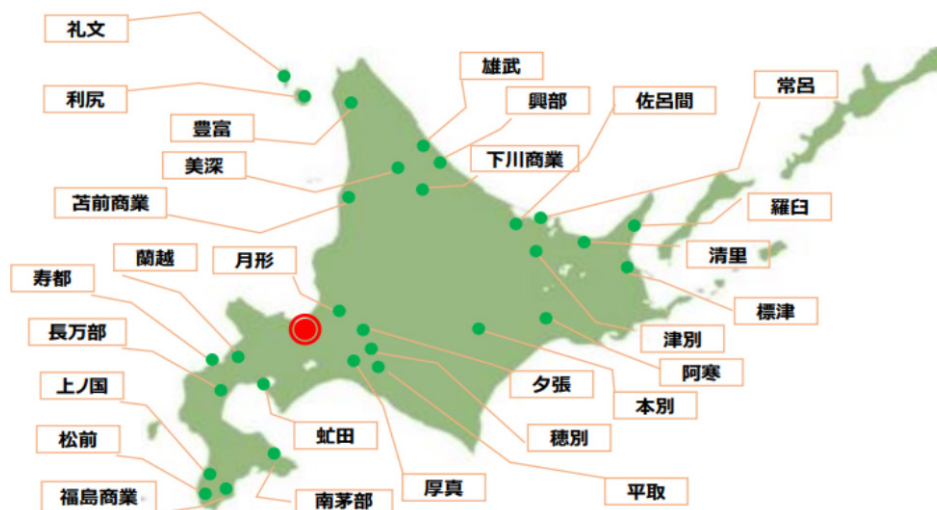 礼文
利尻
豊富
美深
苫前商業
雄武
興部
下川商業
佐呂間
常呂
羅臼
清里
標津
津別
阿寒
本別
夕張
穂別
平取
厚真
月形
蘭越
寿都
長万部
上ノ国
松前
福島商業
虻田
南茅部